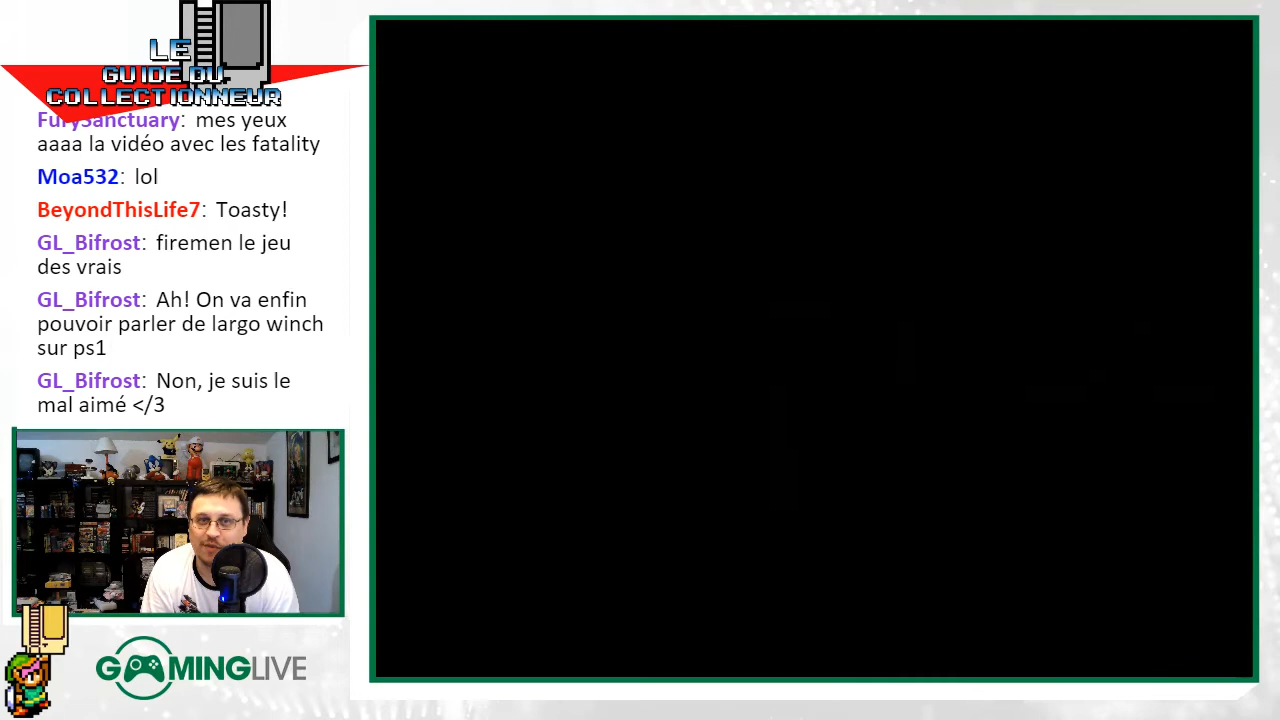 LE
GUIDE DU
COLLECTIONNEUR
FurySanctuary: mes yeux
aaaa la vidéo avec les fatality
Moa532: lol
BeyondThisLife7: Toasty!
GL_Bifrost: firemen le jeu
des vrais
GL_Bifrost: Ah! On va enfin
pouvoir parler de largo winch
sur ps1
GL_Bifrost: Non, je suis le
mal aimé </3
GAMINGLIVE